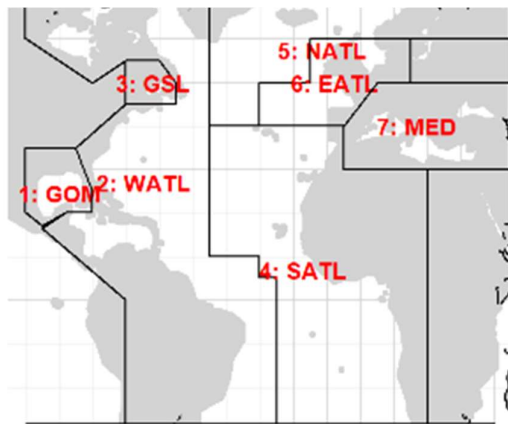 5: NATL
3: GSL
6: EATL
7: MED
2: WATL
1: GOM
4: SATL